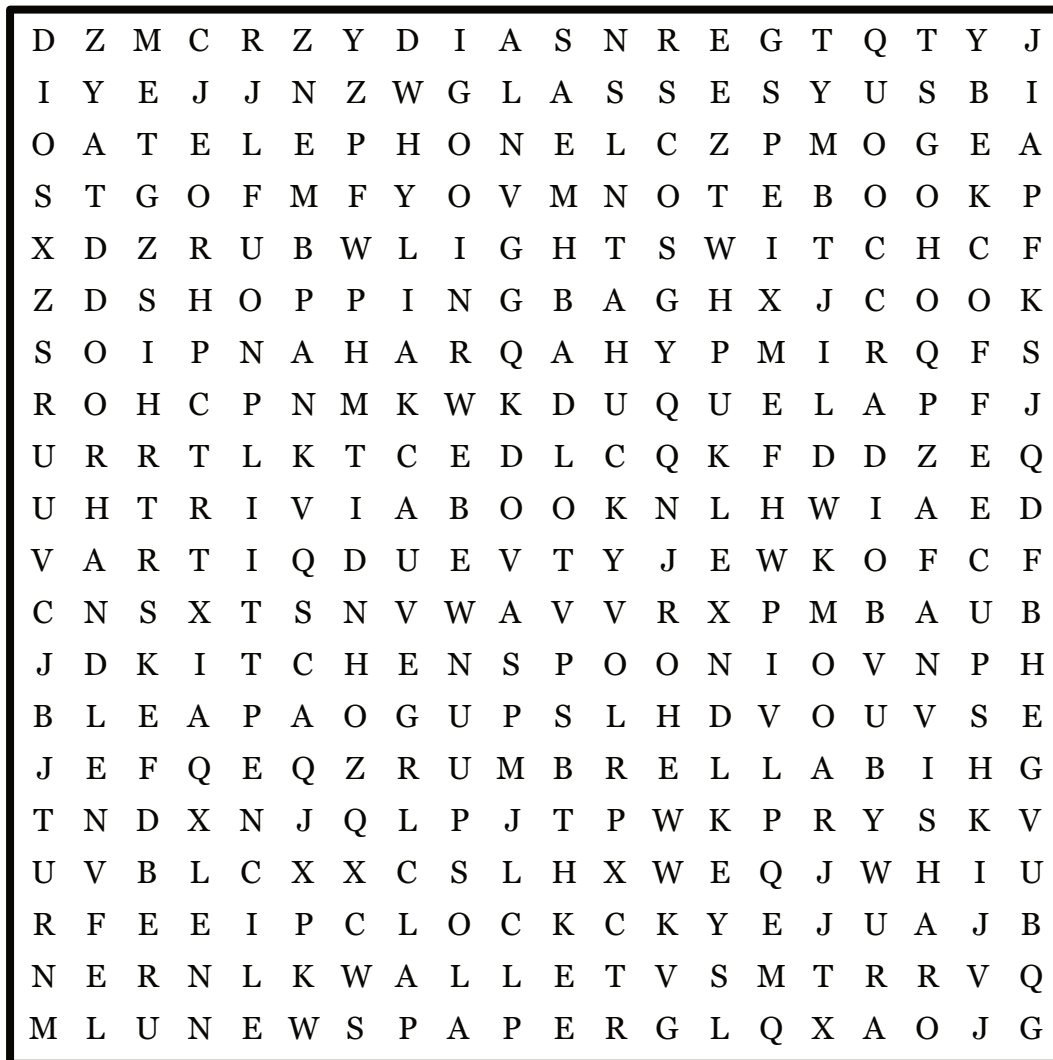 D Z M C R Z Y D I A S N R E G T Q T Y J
I Y E J J N Z W G L A S S E S Y U S B I
O A T E L E P H O N E L C Z P M O G E A
S T G O F M F Y O V M N O T E B O O K P
X D Z R U B W L I G H T S W I T C H C F
Z D S H O P P I N G B A G H X J C O O K
S O I P N A H A R Q A H Y P M I R Q F S
R O H C P N M K W K D U Q U E L A P F J
U R R T L K T C E D L C Q K F D D Z E Q
U H T R I V I A B O O K N L H W I A E D
V A R T I Q D U E V T Y J E W K O F C F
C N S X T S N V W A V V R X P M B A U B
J D K I T C H E N S P O O N I O V N P H
B L E A P A O G U P S L H D V O U V S E
J E F Q E Q Z R U M B R E L L A B I H G
T N D X N J Q L P J T P W K P R Y S K V
U V B L C X X C S L H X W E Q J W H I U
R F E E I P C L O C K C K Y E J U A J B
N E R N L K W A L L E T V S M T R R V Q
M L U N E W S P A P E R G L Q X A O J G